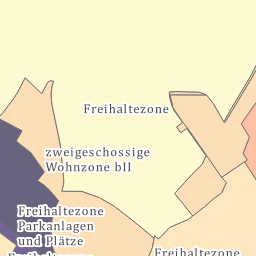 Freihaltezone
zweigeschossige
Wohnzone bII
Freihaltezone
Parkanlagen
und Plätze
Freihaltezone